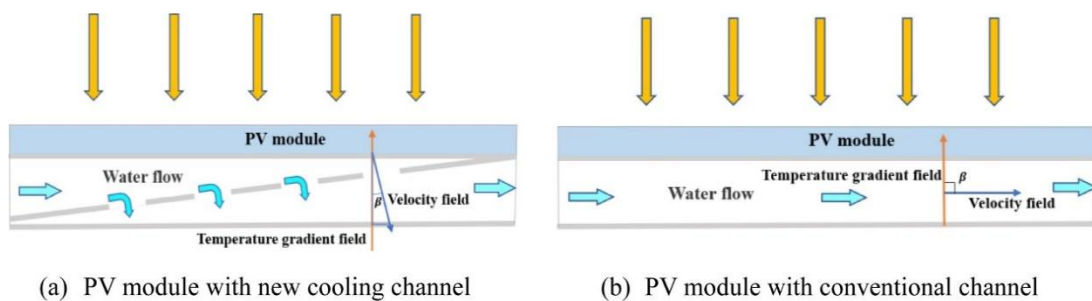 PV module
Water flow
β
Velocity field
Temperature gradient field
(a) PV module with new cooling channel
PV module
Temperature gradient field
β
Water flow
Velocity field
(b) PV module with conventional channel